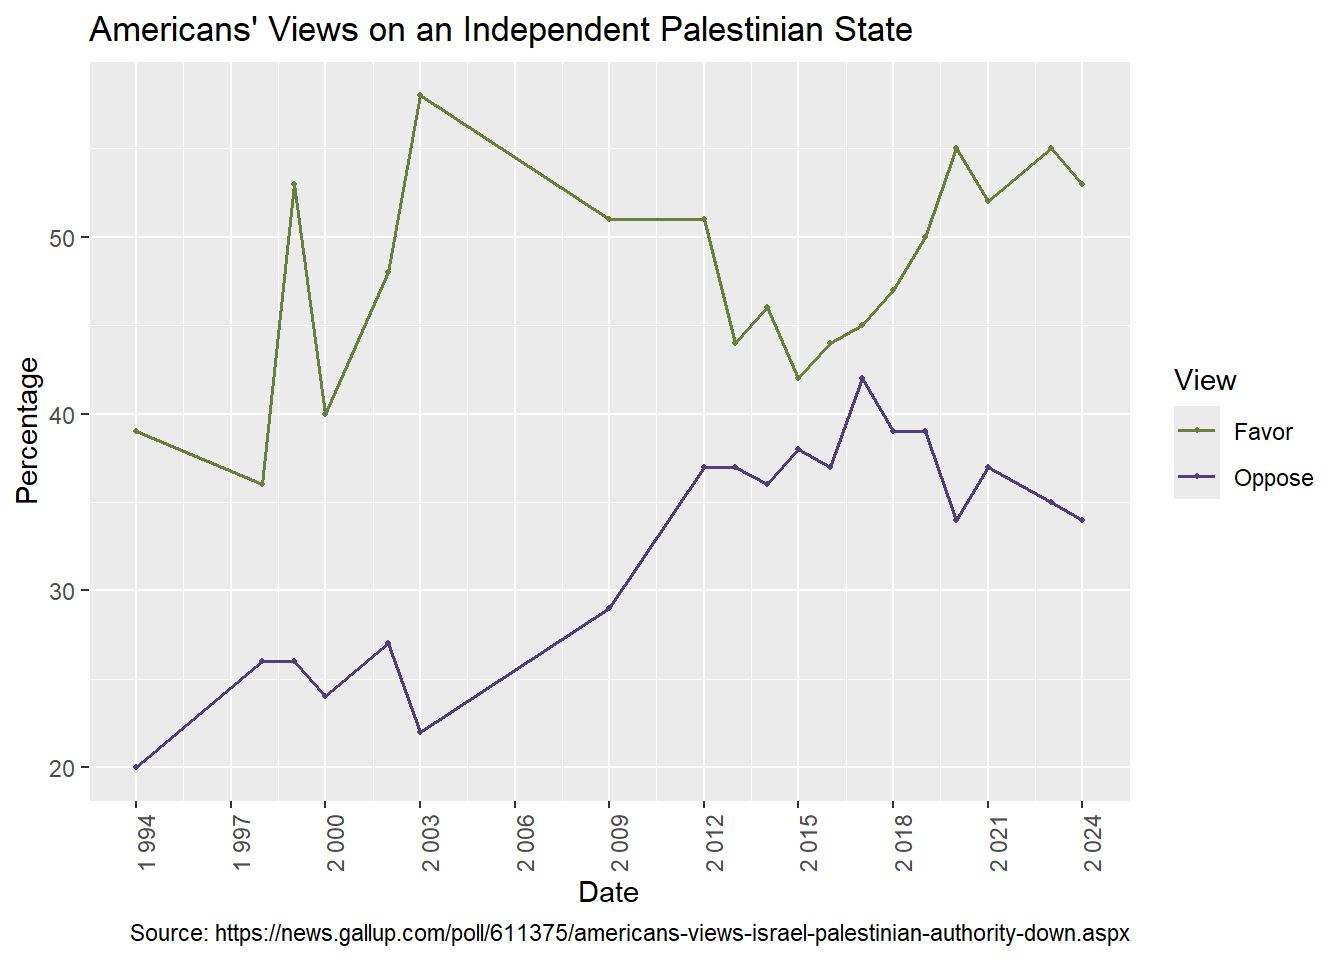 Americans' Views on an Independent Palestinian State
Percentage
50
40
30
20
1 994
1 997
2 000
2 003
2 006
2 009
2 012
2 015
2 018
2 021
2 024
Date
View
Favor
Oppose
Source: https://news.gallup.com/poll/611375/americans-views-israel-palestinian-authority-down.aspx